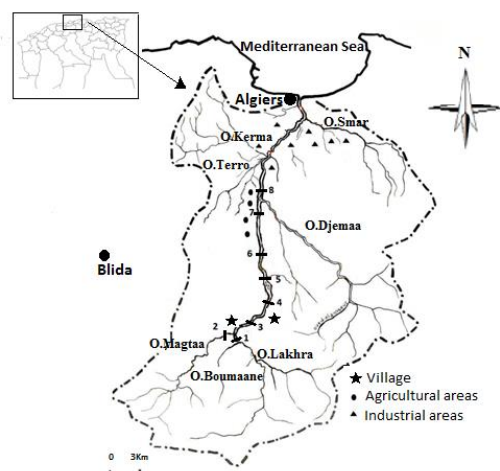 Mediterranean Sea
N
Algiers
O.Smar
O.Kerma
O.Terro
8
7
O.Djemaa
6
Blida
5
4
3
2
1
O.Magtaa
O.Lakhra
O.Boumaane
Village
Agricultural areas
Industrial areas
0 3Km